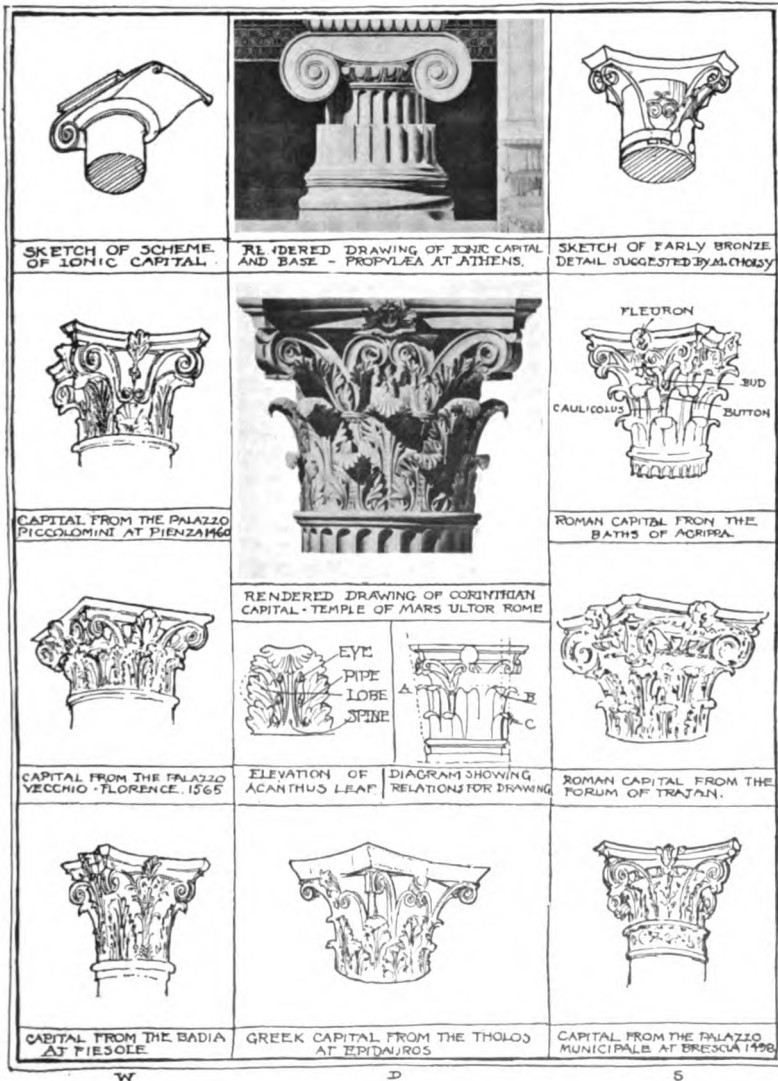 SKETCH OF SCHEME
OF IONIC CAPITAL.
RENDERED DRAWING OF IONIC CAPITAL
AND BASE - PROPYLÆA AT ATHENS.
SKETCH OF EARLY BRONZE
DETAIL SUGGESTED BY M. CHOISY
CAPITAL FROM THE PALAZZO
PICCOLOMINI AT PIENZA 1460
RENDERED DRAWING OF CORINTHIAN
CAPITAL · TEMPLE OF MARS ULTOR ROME
FLEURON
BUD
CAULICOLUS
BUTTON
ROMAN CAPITAL FRON THE
BATHS OF AGRIPPA.
CAPITAL FROM THE PALAZZO
VECCHIO · FLORENCE. 1565
EYE
PIPE
LOBE
SPINE
ELEVATION OF
ACANTHUS LEAF
A
B
C
DIAGRAM SHOWING
RELATIONS FOR DRAWING
ROMAN CAPITAL FROM THE
FORUM OF TRAJAN.
CAPITAL FROM THE BADIA
AT FIESOLE
GREEK CAPITAL FROM THE THOLOS
AT EPIDAUROS
CAPITAL FROM THE PALAZZO
MUNICIPALE AT BRESCIA 1498
W D S